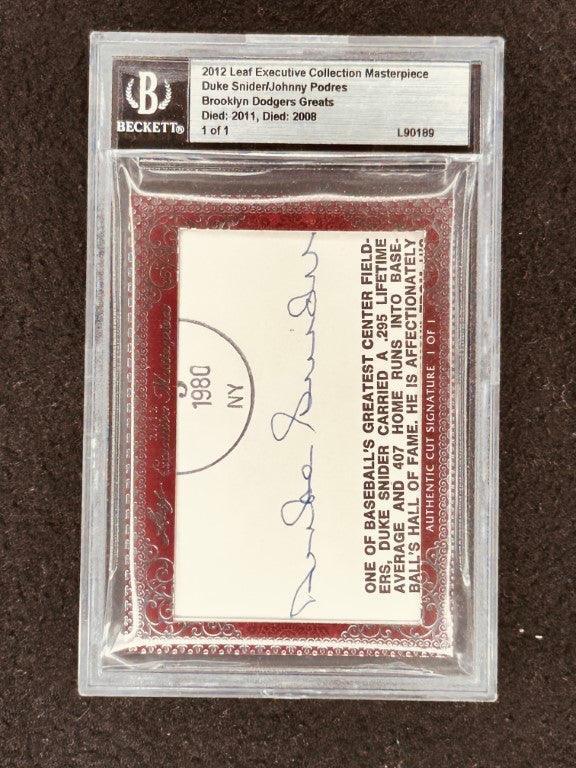 B
BECKETT®
2012 Leaf Executive Collection Masterpiece
Duke Snider/Johnny Podres
Brooklyn Dodgers Greats
Died: 2011, Died: 2008
1 of 1
L90189
1980
NY
Duke Snider
ONE OF BASEBALL'S GREATEST CENTER FIELD-
ERS, DUKE SNIDER CARRIED A .295 LIFETIME
AVERAGE AND 407 HOME RUNS INTO BASE-
BALL'S HALL OF FAME. HE IS AFFECTIONATELY
AUTHENTIC CUT SIGNATURE 1 OF 1